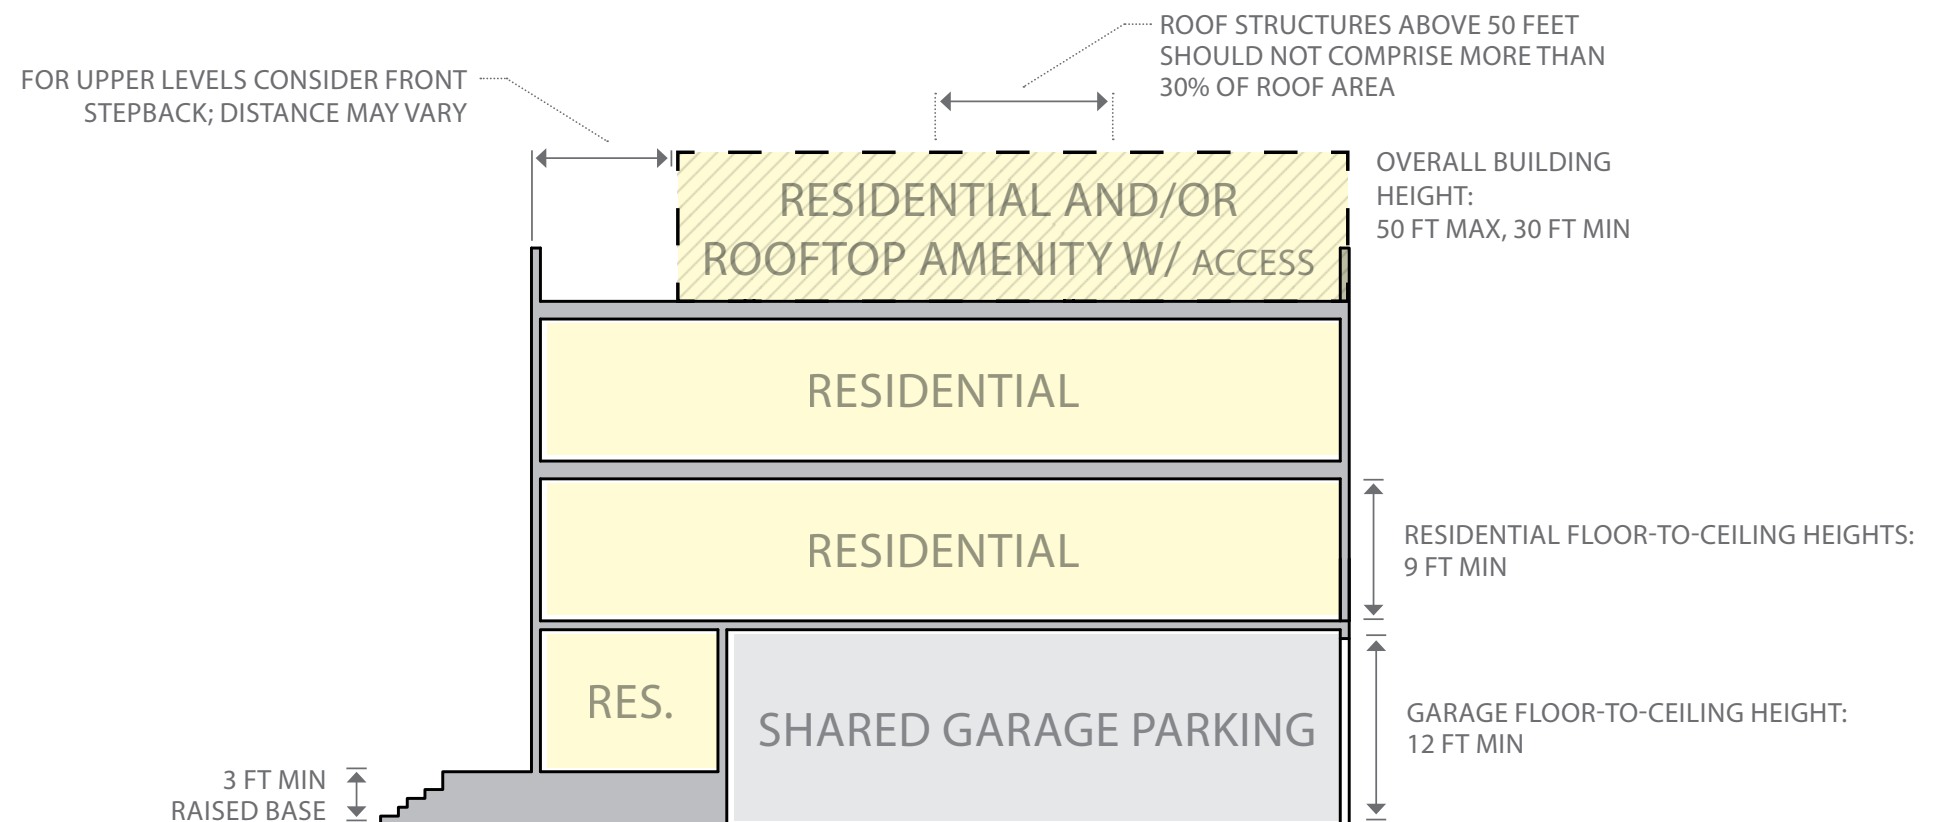 ROOF STRUCTURES ABOVE 50 FEET
SHOULD NOT COMPRISE MORE THAN
30% OF ROOF AREA
FOR UPPER LEVELS CONSIDER FRONT
STEPBACK; DISTANCE MAY VARY
OVERALL BUILDING
HEIGHT:
50 FT MAX, 30 FT MIN
RESIDENTIAL AND/OR
ROOFTOP AMENITY W/ ACCESS
RESIDENTIAL
RESIDENTIAL
RESIDENTIAL FLOOR-TO-CEILING HEIGHTS:
9 FT MIN
RES.
SHARED GARAGE PARKING
GARAGE FLOOR-TO-CEILING HEIGHT:
12 FT MIN
3 FT MIN
RAISED BASE